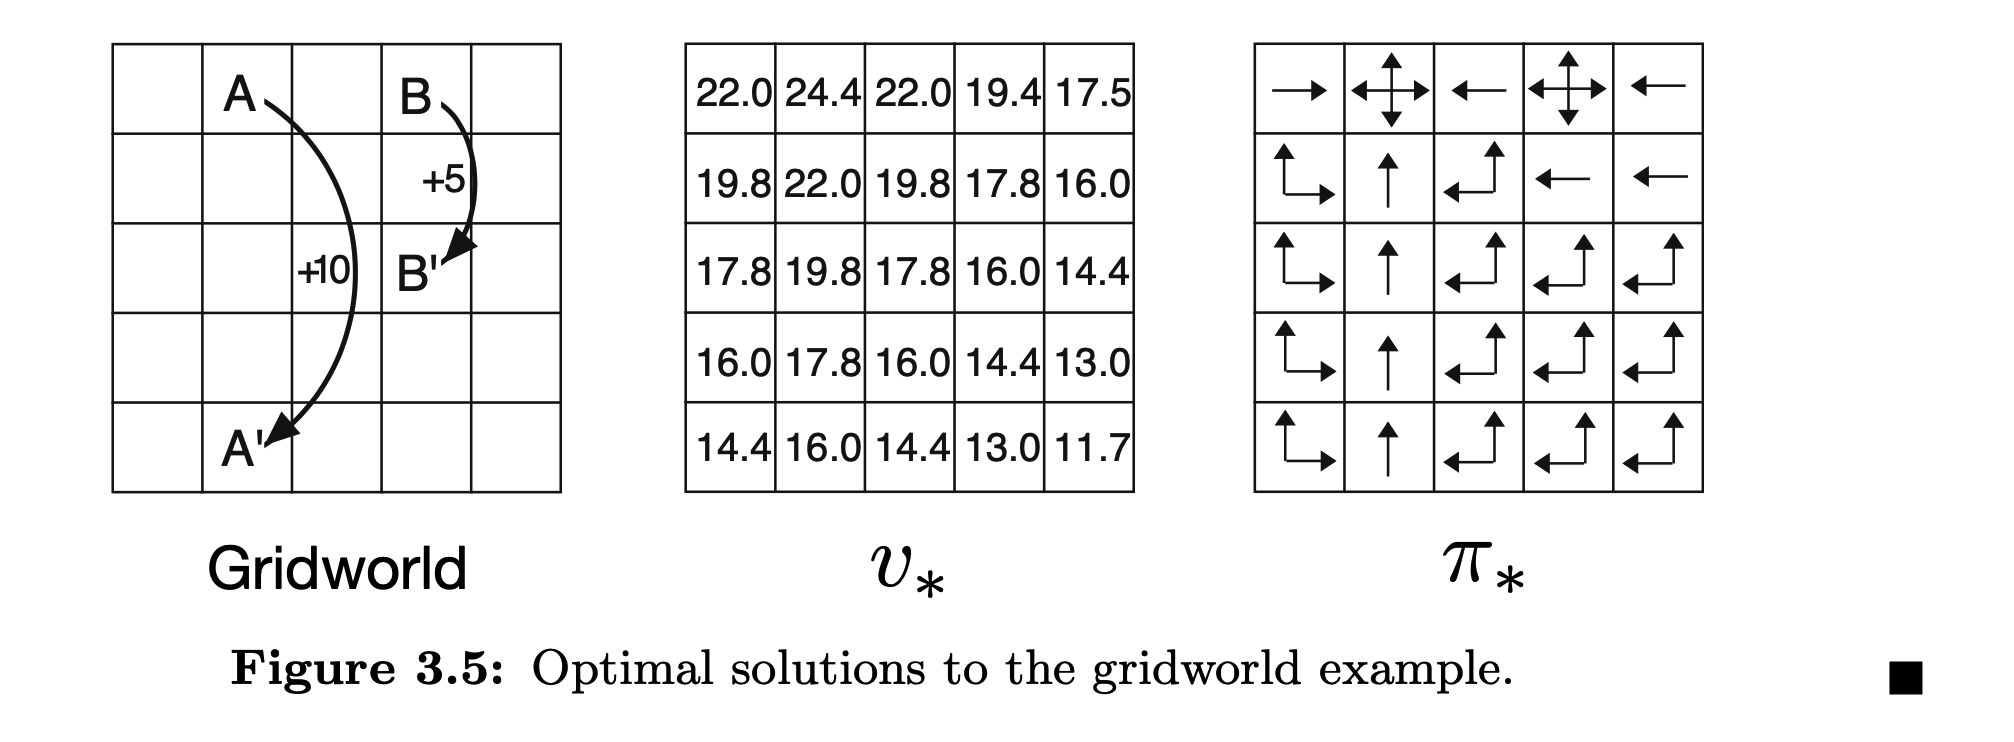 A B
+5
+10 B'
A'
22.0 24.4 22.0 19.4 17.5
19.8 22.0 19.8 17.8 16.0
17.8 19.8 17.8 16.0 14.4
16.0 17.8 16.0 14.4 13.0
14.4 16.0 14.4 13.0 11.7
Gridworld v* π*
Figure 3.5: Optimal solutions to the gridworld example.